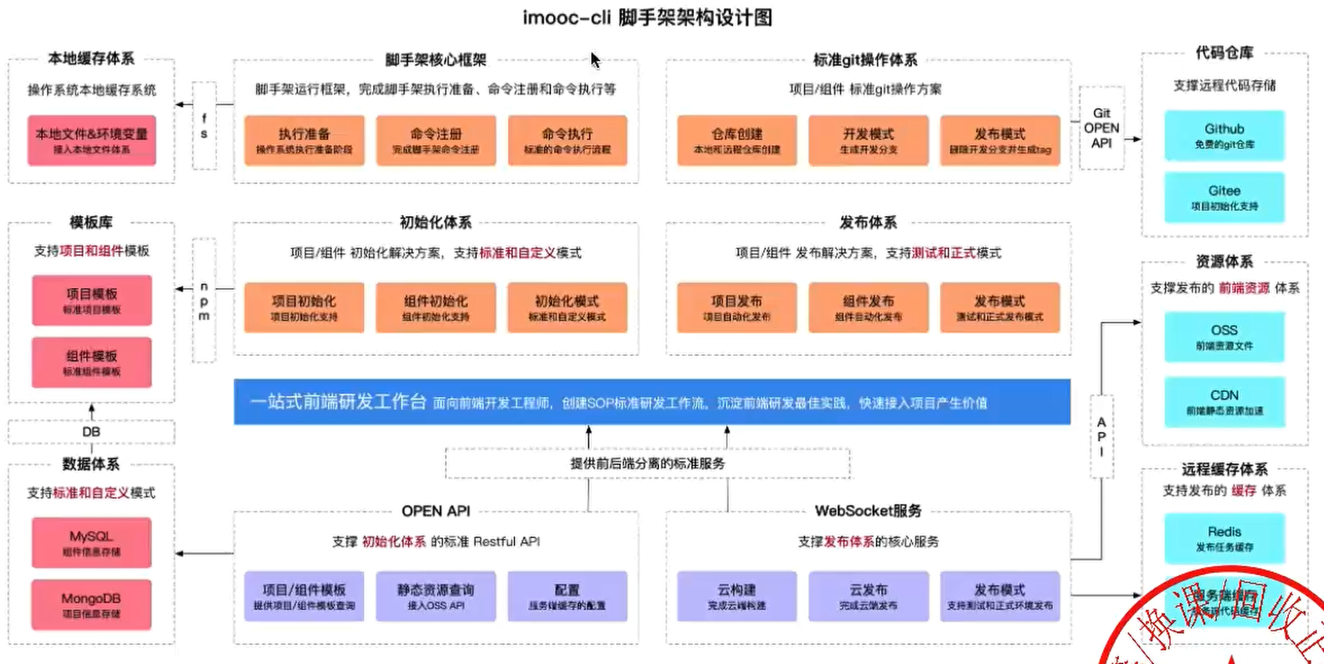 imooc-cli 脚手架架构设计图
本地缓存体系
操作系统本地缓存系统
本地文件&环境变量
接入本地文件体系
fs
脚手架核心框架
脚手架运行框架，完成脚手架执行准备、命令注册和命令执行等
执行准备
操作系统执行准备阶段
命令注册
完成脚手架命令注册
命令执行
标准的命令执行流程
标准git操作体系
项目/组件 标准git操作方案
仓库创建
本地和远程仓库创建
开发模式
生成开发分支
发布模式
删除开发分支并生成tag
Git
OPEN
API
代码仓库
支撑远程代码存储
Github
免费的git仓库
Gitee
项目初始化支持
模板库
支持项目和组件模板
项目模板
标准项目模板
组件模板
标准组件模板
npm
初始化体系
项目/组件 初始化解决方案，支持标准和自定义模式
项目初始化
项目初始化支持
组件初始化
组件初始化支持
初始化模式
标准和自定义模式
发布体系
项目/组件 发布解决方案，支持测试和正式模式
项目发布
项目自动化发布
组件发布
组件自动化发布
发布模式
测试和正式发布模式
资源体系
支撑发布的 前端资源 体系
OSS
前端资源文件
CDN
前端静态资源加速
一站式前端研发工作台 面向前端开发工程师，创建SOP标准研发工作流，沉淀前端研发最佳实践，快速接入项目产生价值
DB
提供前后端分离的标准服务
API
数据体系
支持标准和自定义模式
MySQL
组件信息存储
MongoDB
项目信息存储
OPEN API
支撑 初始化体系 的标准 Restful API
项目/组件模板
提供项目/组件模板查询
静态资源查询
接入OSS API
配置
服务端缓存的配置
WebSocket服务
支撑发布体系的核心服务
云构建
完成云端构建
云发布
完成云端发布
发布模式
支持测试和正式环境发布
远程缓存体系
支持发布的 缓存 体系
Redis
发布任务缓存
服务端缓存
换课/回收